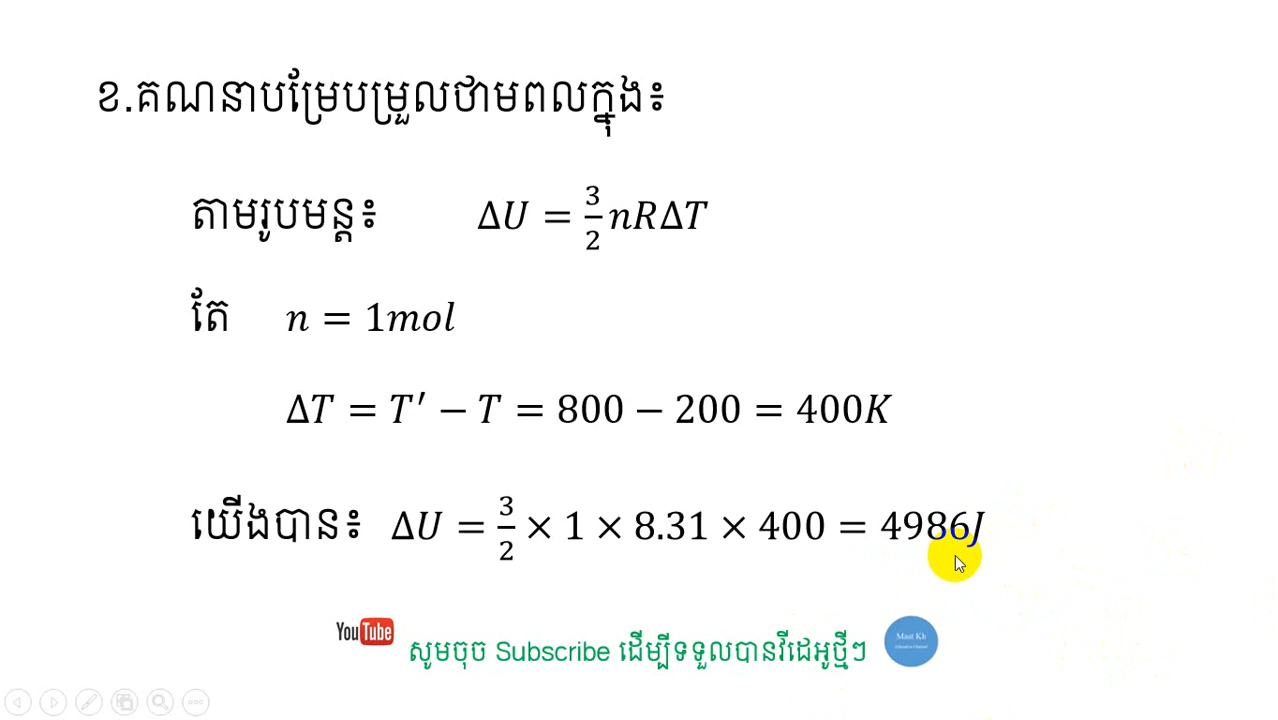 ខ.គណនាបម្រែបម្រួលថាមពលក្នុង៖
តាមរូបមន្ត៖ ΔU = 3/2 nRΔT
តែ n = 1mol
ΔT = T′ − T = 800 − 200 = 400K
យើងបាន៖ ΔU = 3/2 × 1 × 8.31 × 400 = 4986J
YouTube សូមចុច Subscribe ដើម្បីទទួលបានវីដេអូថ្មីៗ Mast Kh
Education Channel